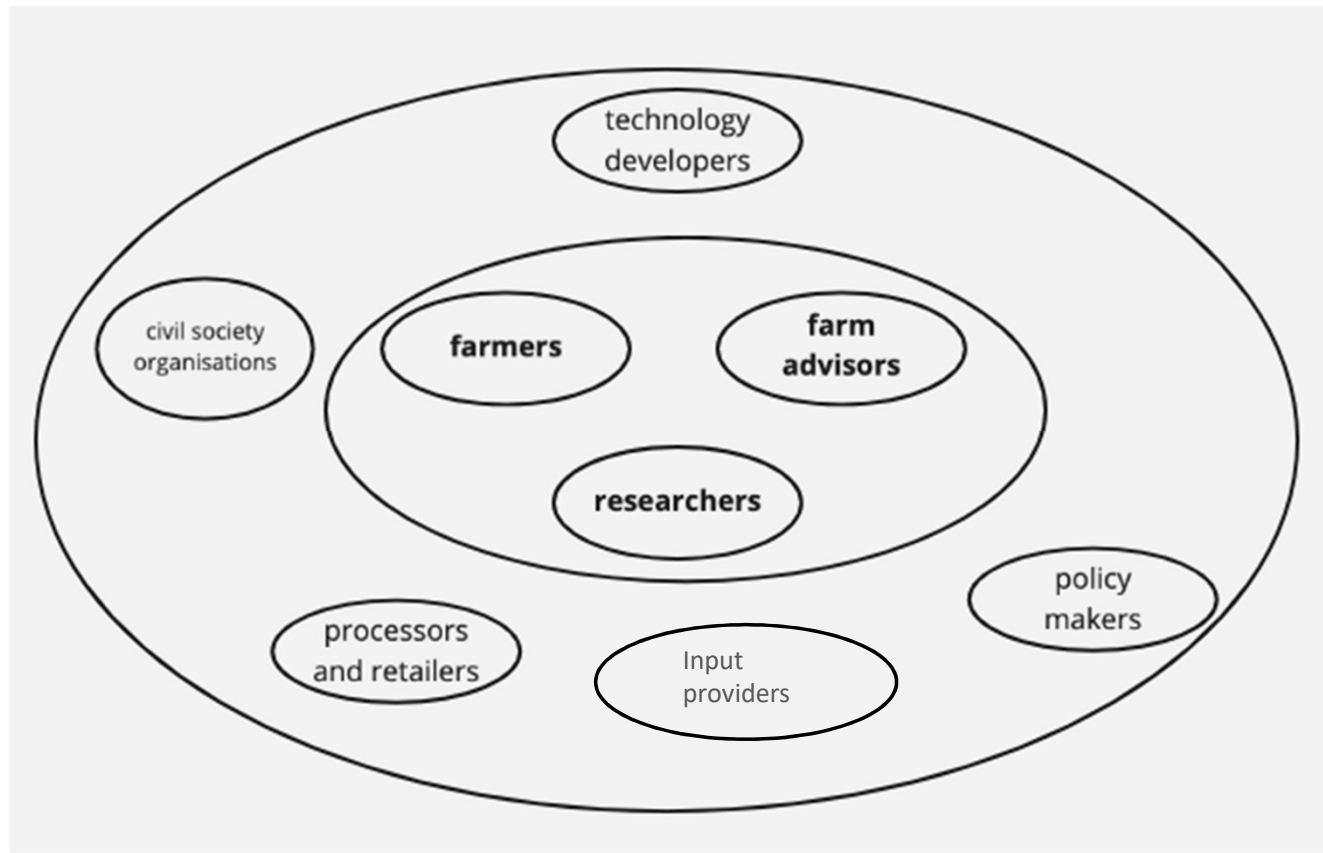 technology
developers
civil society
organisations
farmers
farm
advisors
researchers
policy
makers
processors
and retailers
Input
providers